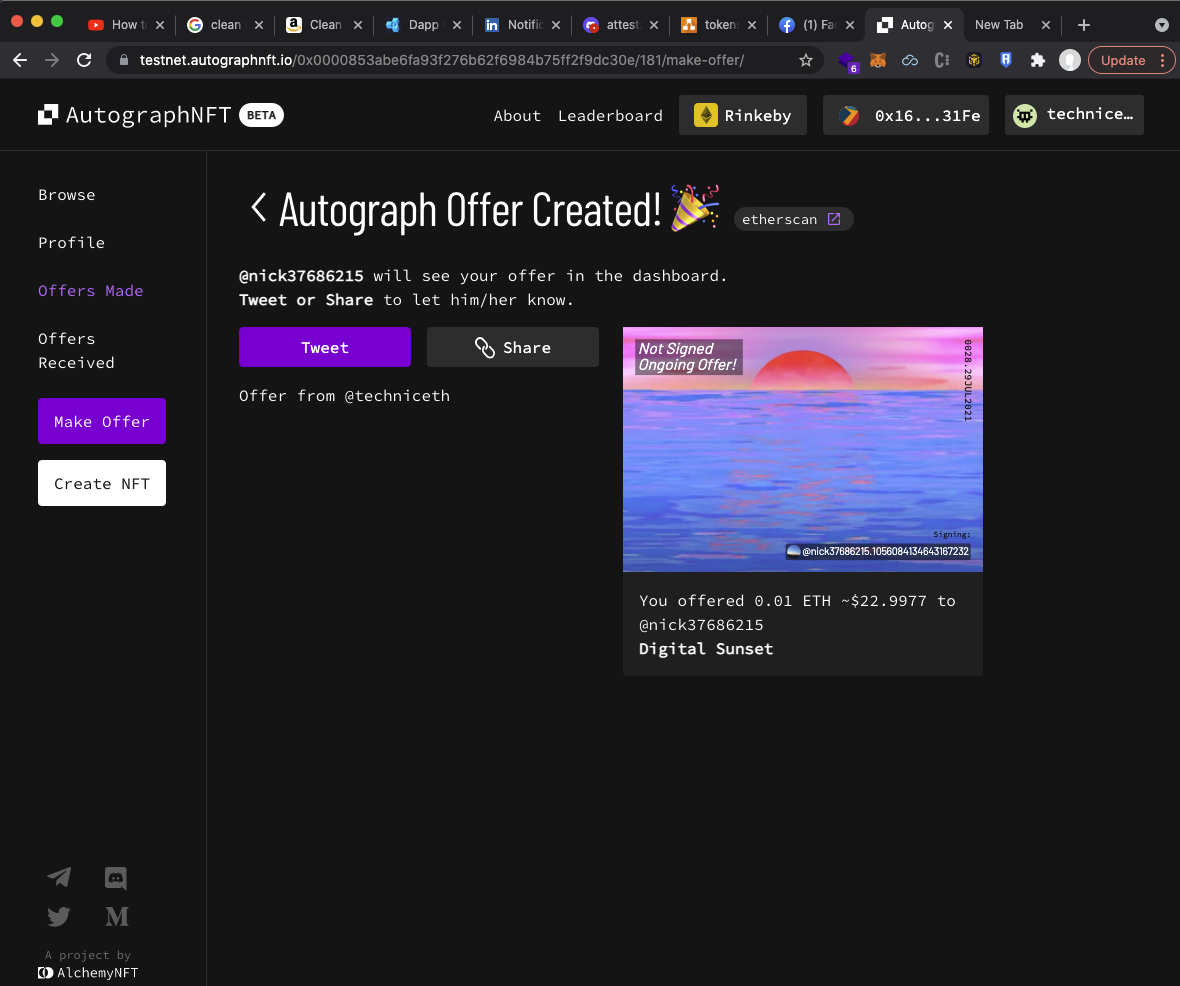 How t
clean
Clean
Dapp
Notific
attest
token
(1) Fac
Autog
New Tab
testnet.autographnft.io/0x0000853abe6fa93f276b62f6984b75ff2f9dc30e/181/make-offer/
6
Update
AutographNFT BETA
About
Leaderboard
Rinkeby
0x16...31Fe
technice…
Browse
Profile
Offers Made
Offers
Received
Make Offer
Create NFT
Autograph Offer Created! 🎉
etherscan
@nick37686215 will see your offer in the dashboard.
Tweet or Share to let him/her know.
Tweet
Share
Offer from @techniceth
Not Signed
Ongoing Offer!
0028.29JUL2021
Signing:
@nick37686215.1056084134643167232
You offered 0.01 ETH ~$22.9977 to
@nick37686215
Digital Sunset
A project by
AlchemyNFT